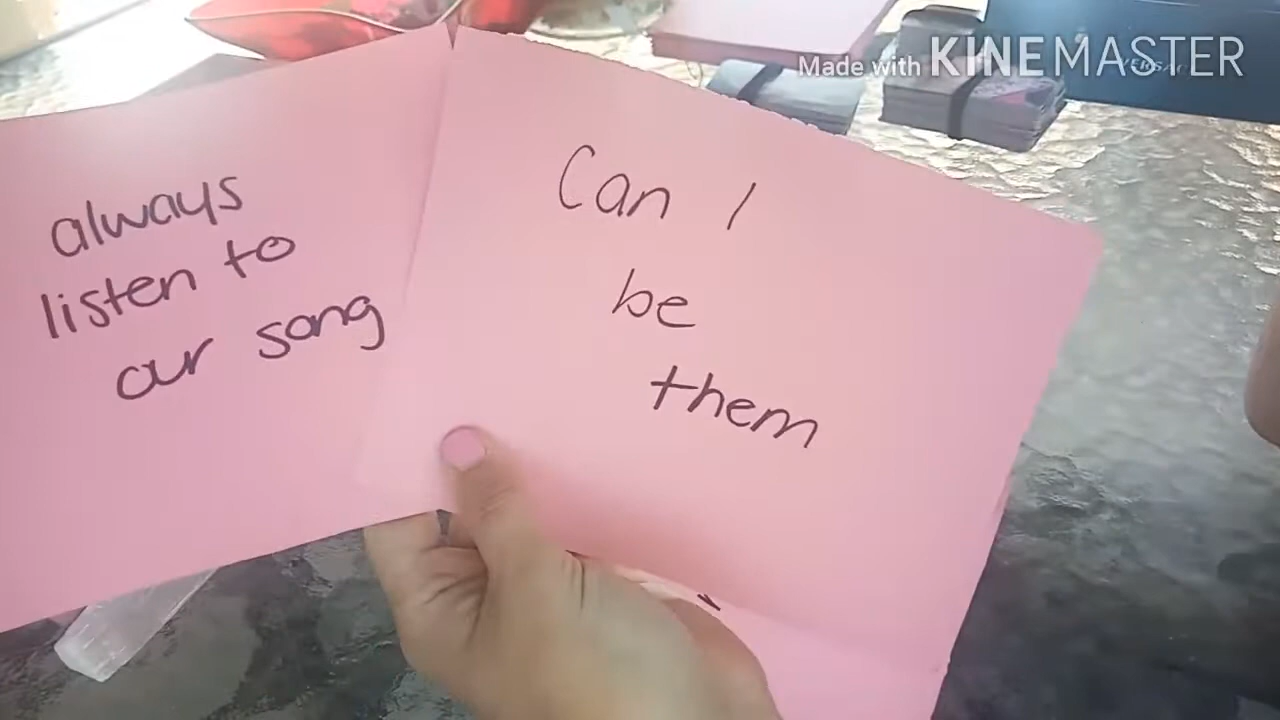 Made with KINEMASTER
always
listen to
our song
Can I
be
them